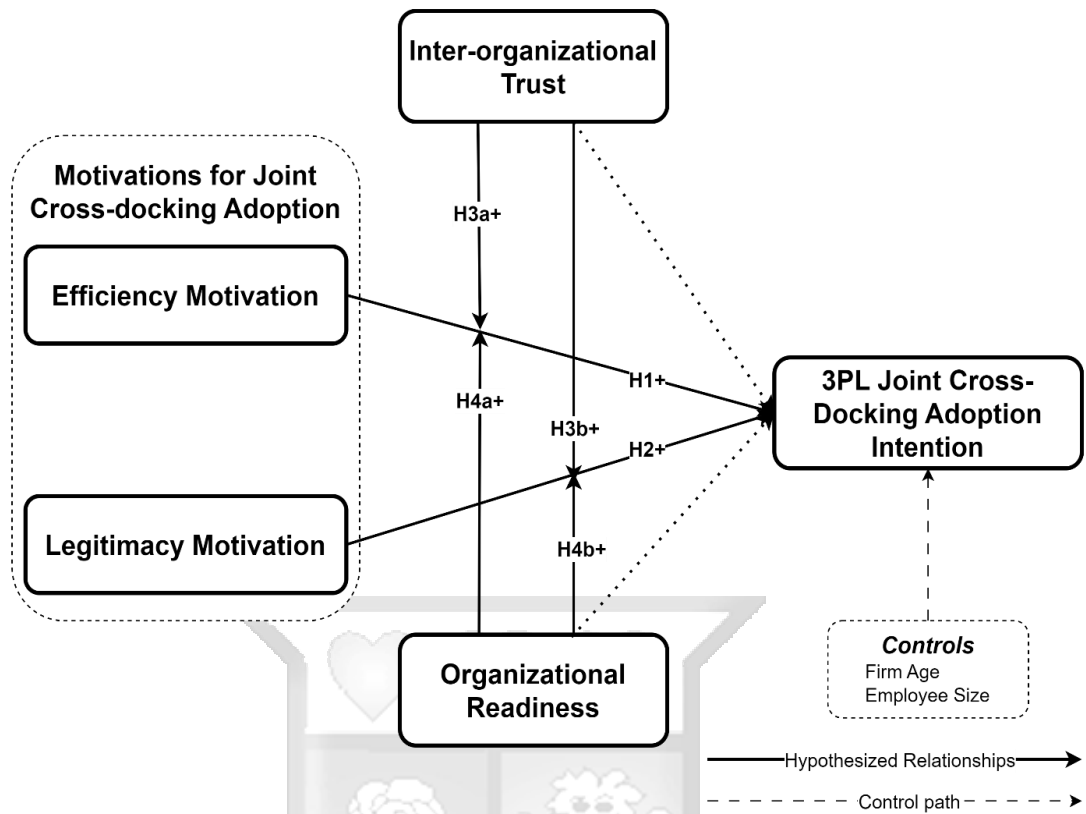 Inter-organizational
Trust
Motivations for Joint
Cross-docking Adoption
H3a+
Efficiency Motivation
H1+
H4a+
H3b+
H2+
3PL Joint Cross-
Docking Adoption
Intention
Legitimacy Motivation
H4b+
Organizational
Readiness
Controls
Firm Age
Employee Size
Hypothesized Relationships
Control path